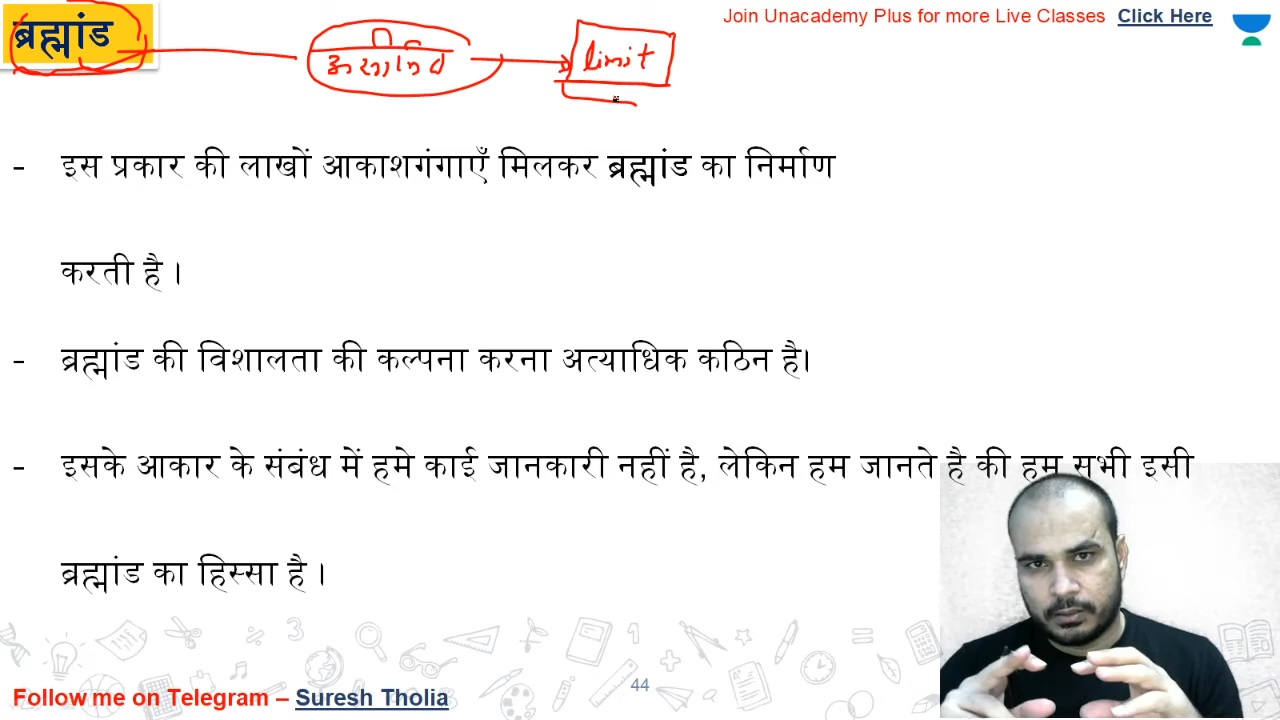 Join Unacademy Plus for more Live Classes Click Here
ब्रह्मांड
limit
- इस प्रकार की लाखों आकाशगंगाएँ मिलकर ब्रह्मांड का निर्माण
करती है ।
- ब्रह्मांड की विशालता की कल्पना करना अत्याधिक कठिन है।
- इसके आकार के संबंध में हमे काई जानकारी नहीं है, लेकिन हम जानते है की हम सभी इसी
ब्रह्मांड का हिस्सा है ।
44
Follow me on Telegram – Suresh Tholia